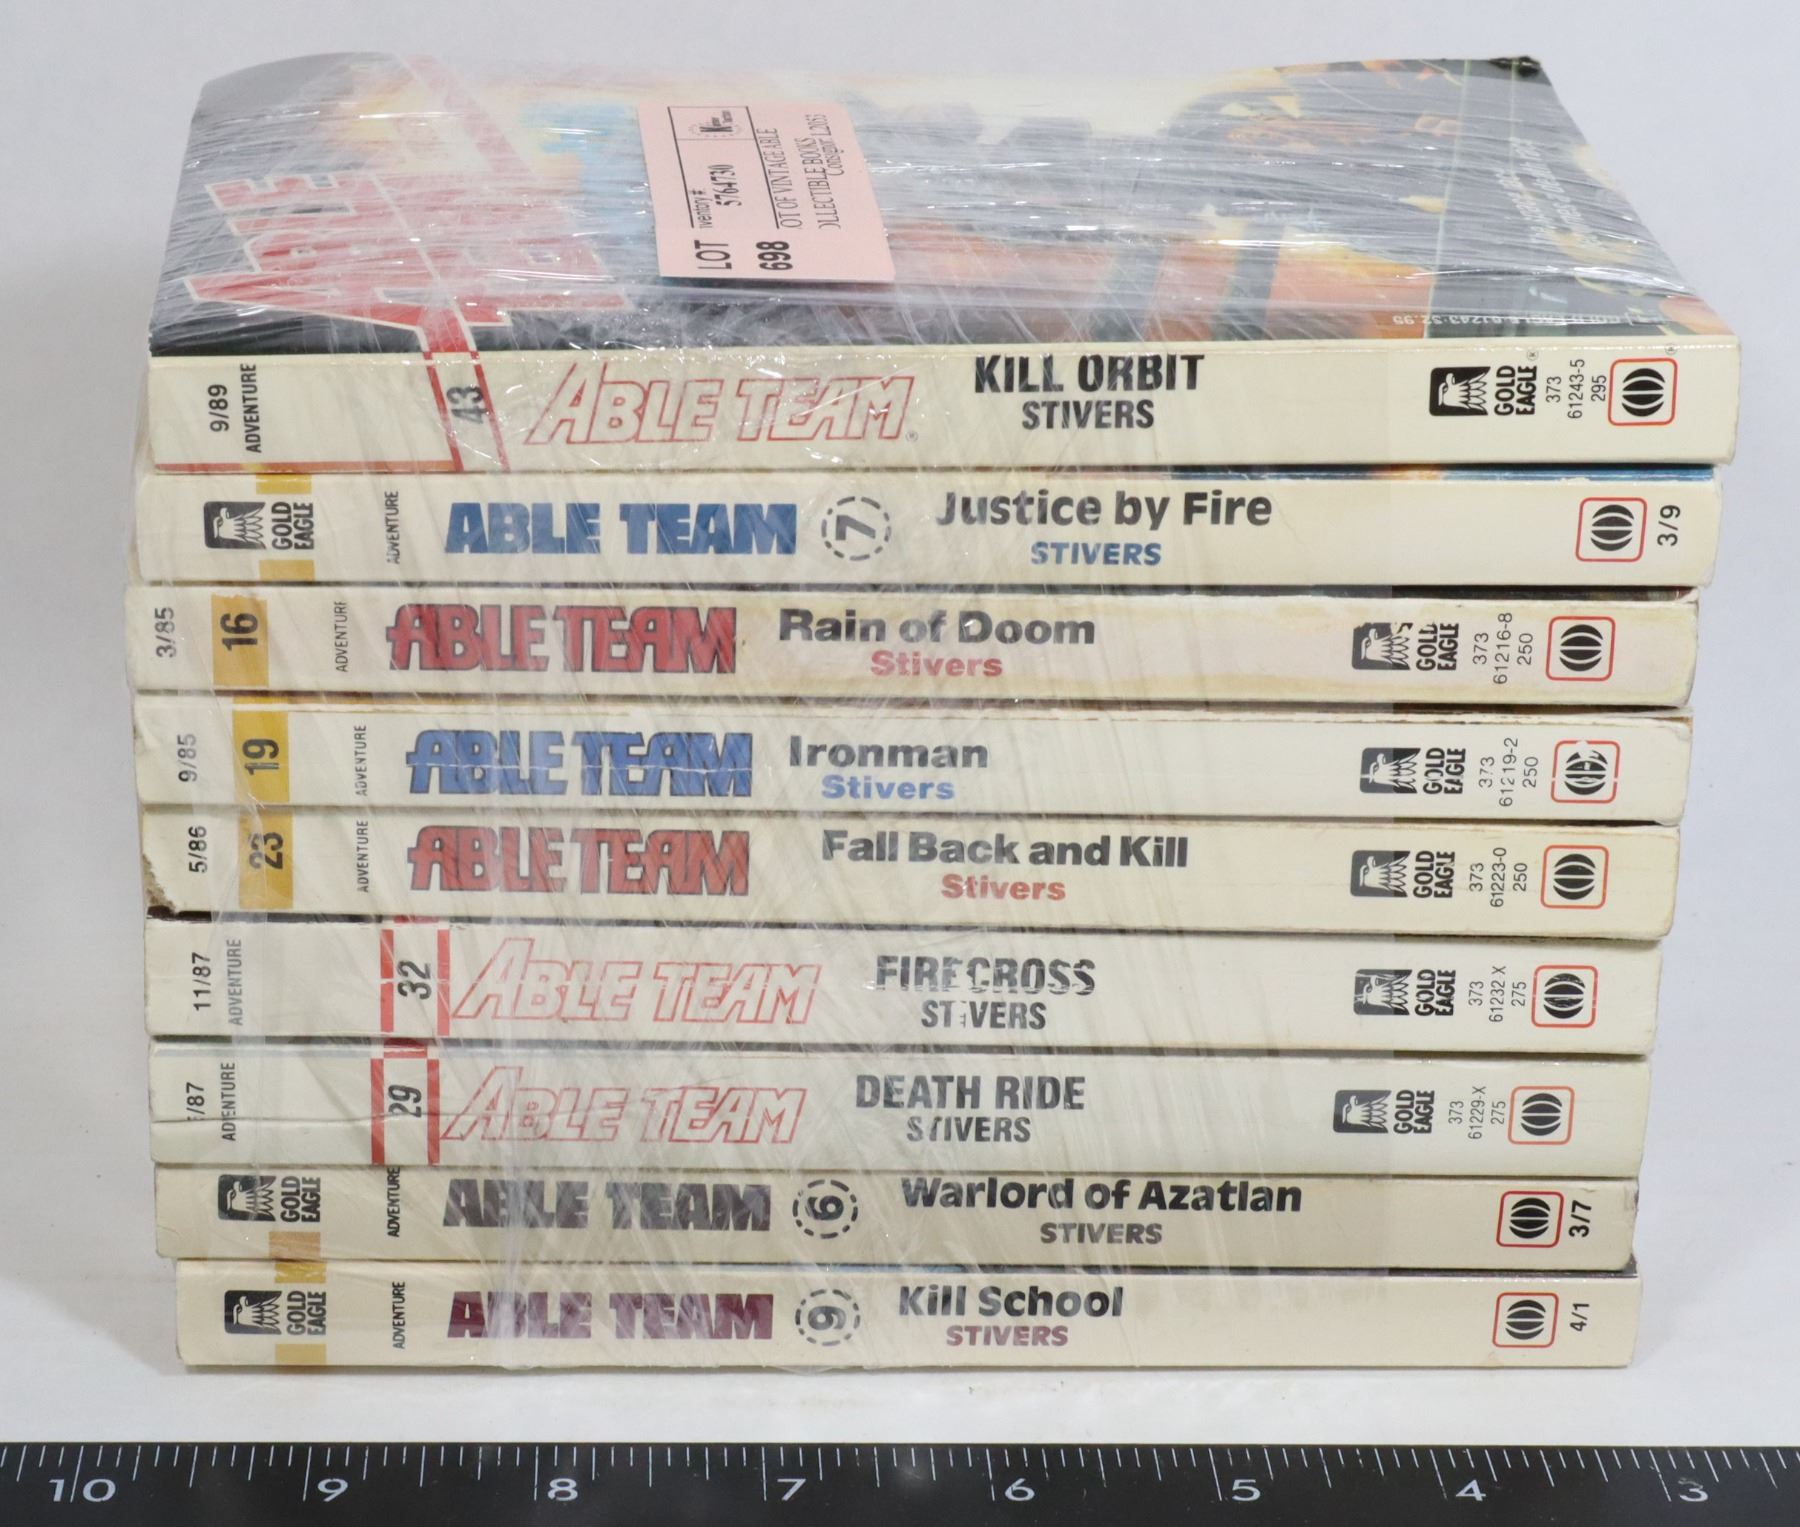 ABLE
LOT
698
5764730
COLLECTIBLE BOOKS
9/89
ADVENTURE
43
ABLE TEAM®
KILL ORBIT
STIVERS
GOLD EAGLE®
373
61243-5
295
®
GOLD EAGLE
ADVENTURE
ABLE TEAM
7
Justice by Fire
STIVERS
3/9
3/85
16
ADVENTURE
ABLE TEAM
Rain of Doom
Stivers
GOLD EAGLE
373
61216-8
250
9/85
19
ADVENTURE
ABLE TEAM
Ironman
Stivers
GOLD EAGLE
373
61219-2
250
5/86
23
ADVENTURE
ABLE TEAM
Fall Back and Kill
Stivers
GOLD EAGLE
373
61223-0
250
11/87
ADVENTURE
32
ABLE TEAM
FIRECROSS
STIVERS
GOLD EAGLE
373
61232-X
275
/87
ADVENTURE
29
ABLE TEAM
DEATH RIDE
STIVERS
GOLD EAGLE
373
61229-X
275
GOLD EAGLE
ADVENTURE
ABLE TEAM
6
Warlord of Azatlan
STIVERS
3/7
GOLD EAGLE
ADVENTURE
ABLE TEAM
9
Kill School
STIVERS
4/1
10 9 8 7 6 5 4 3